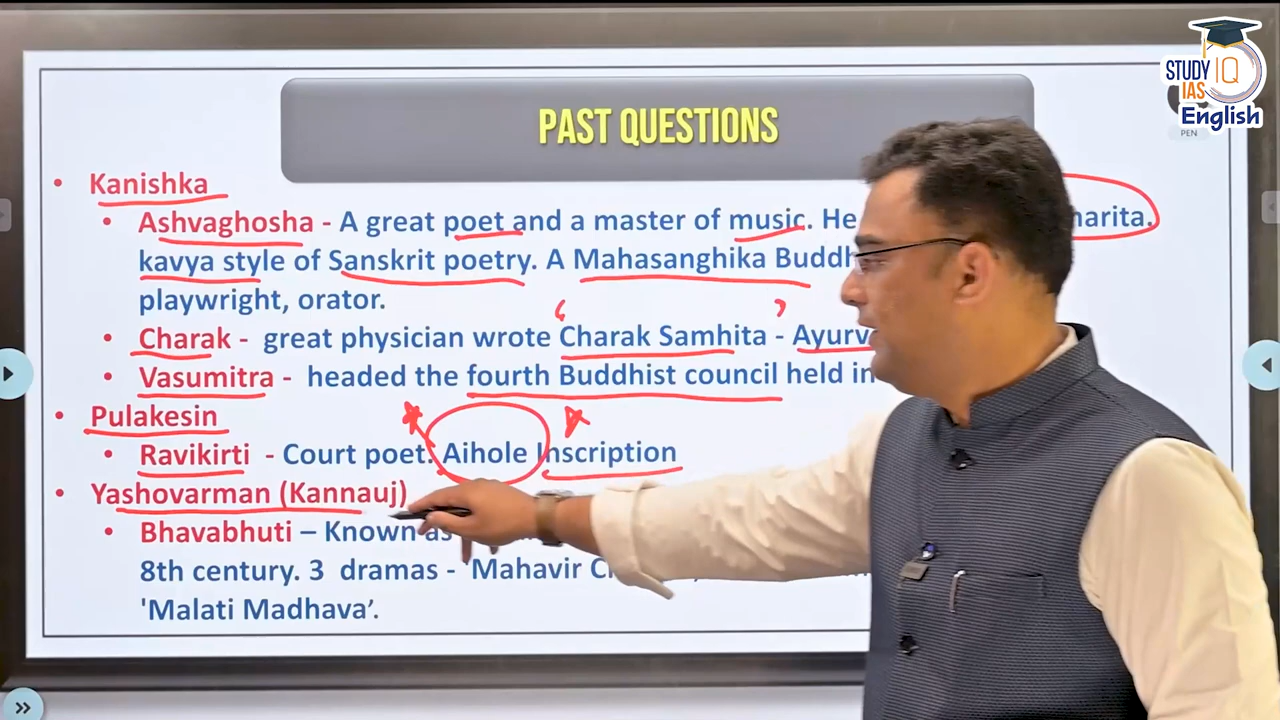 STUDY IQ
IAS
English
PEN
PAST QUESTIONS
• Kanishka
• Ashvaghosha - A great poet and a master of music. He harita.
kavya style of Sanskrit poetry. A Mahasanghika
playwright, orator.
• Charak - great physician wrote Charak Samhita -
• Vasumitra - headed the fourth Buddhist council held in
• Pulakesin
• Ravikirti - Court poet. Aihole Inscription
• Yashovarman (Kannauj)
• Bhavabhuti – Known as
8th century. 3 dramas - 'Mahavir
'Malati Madhava’.